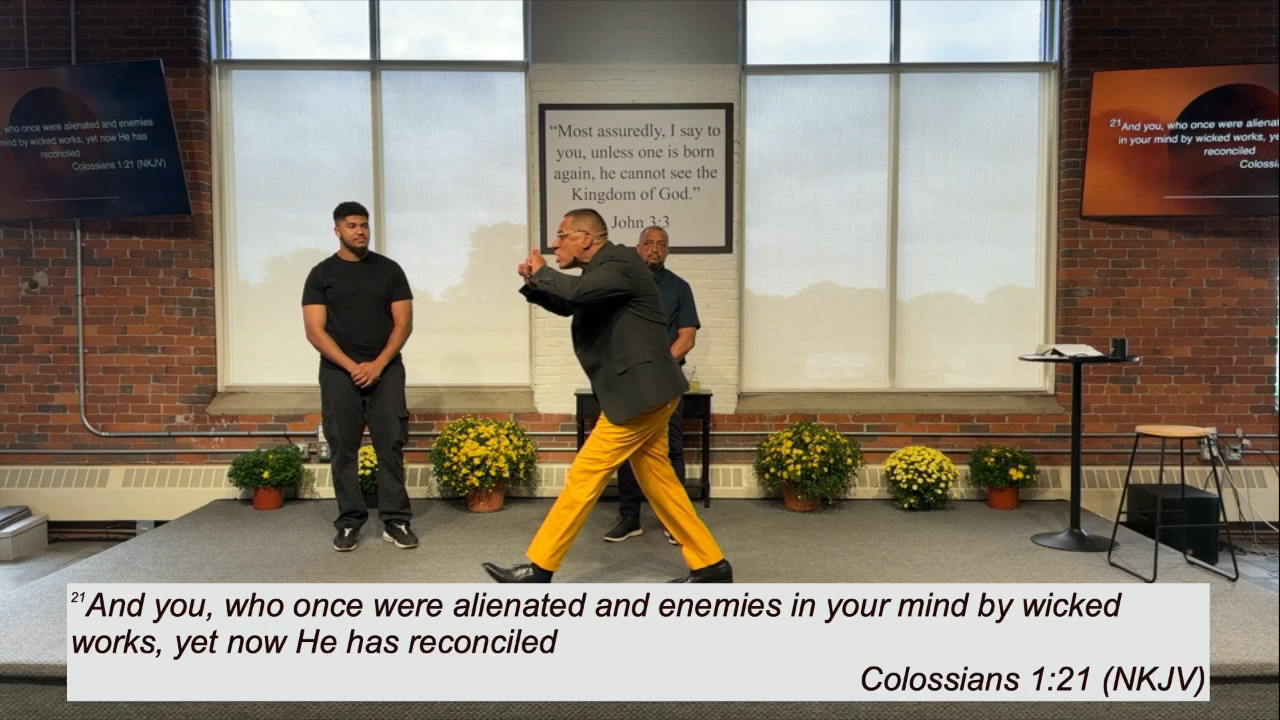 , who once were alienated and enemies
mind by wicked works, yet now He has
reconciled
Colossians 1:21 (NKJV)
“Most assuredly, I say to
you, unless one is born
again, he cannot see the
Kingdom of God.”
John 3:3
21And you, who once were alienat
in your mind by wicked works, ye
reconciled
Colossi
21And you, who once were alienated and enemies in your mind by wicked
works, yet now He has reconciled
Colossians 1:21 (NKJV)